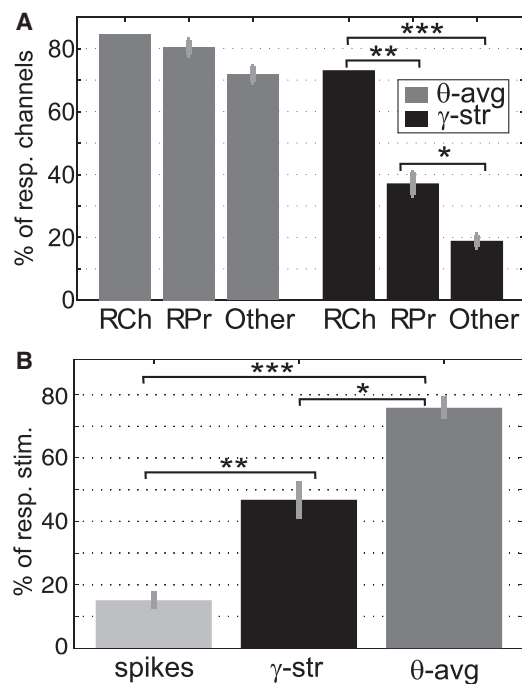 A
% of resp. channels
80
60
40
20
0
RCh RPr Other RCh RPr Other
***
**
*
θ-avg
γ-str
B
% of resp. stim.
80
60
40
20
0
***
*
**
spikes γ-str θ-avg